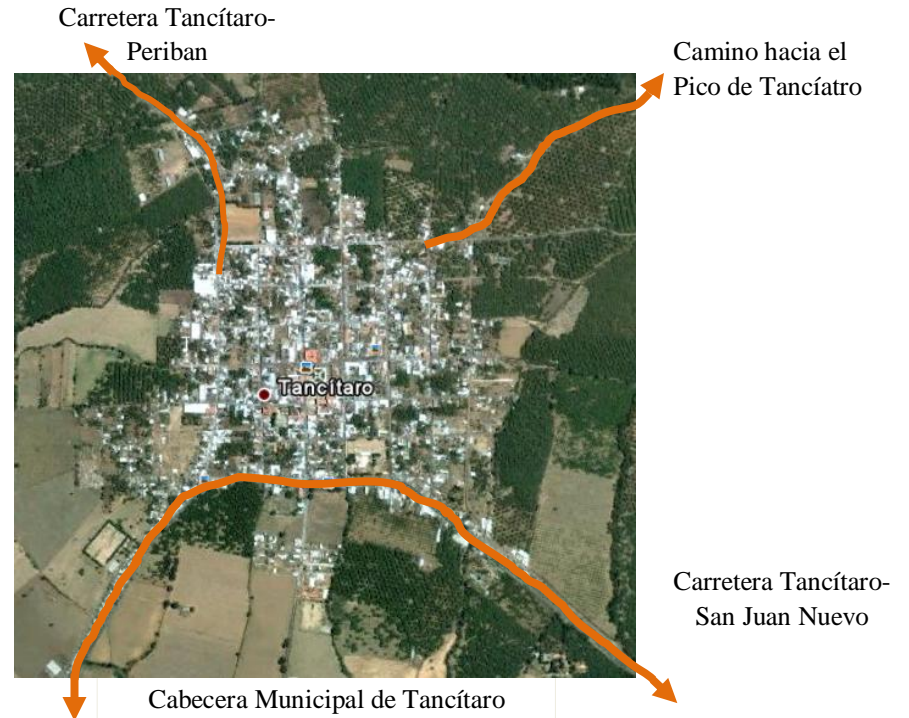 Carretera Tancítaro-
Periban
Camino hacia el
Pico de Tancíatro
Tancítaro
Carretera Tancítaro-
San Juan Nuevo
Cabecera Municipal de Tancítaro